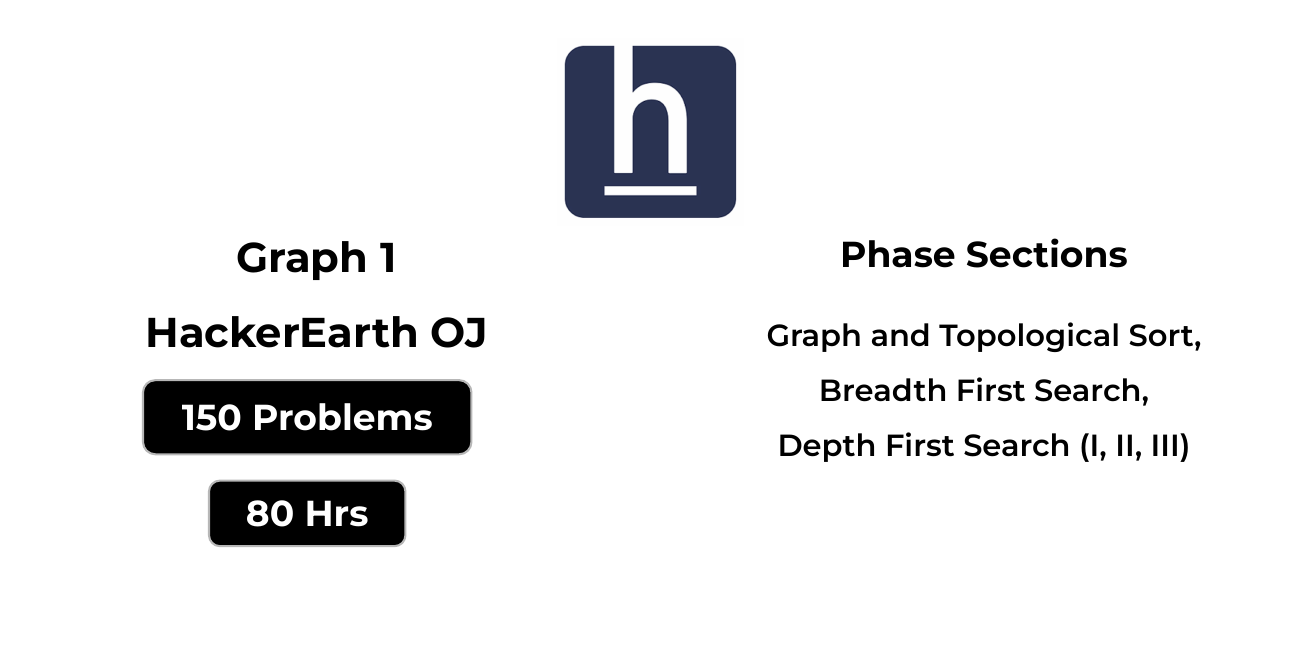 h
Graph 1
HackerEarth OJ
150 Problems
80 Hrs
Phase Sections
Graph and Topological Sort,
Breadth First Search,
Depth First Search (I, II, III)